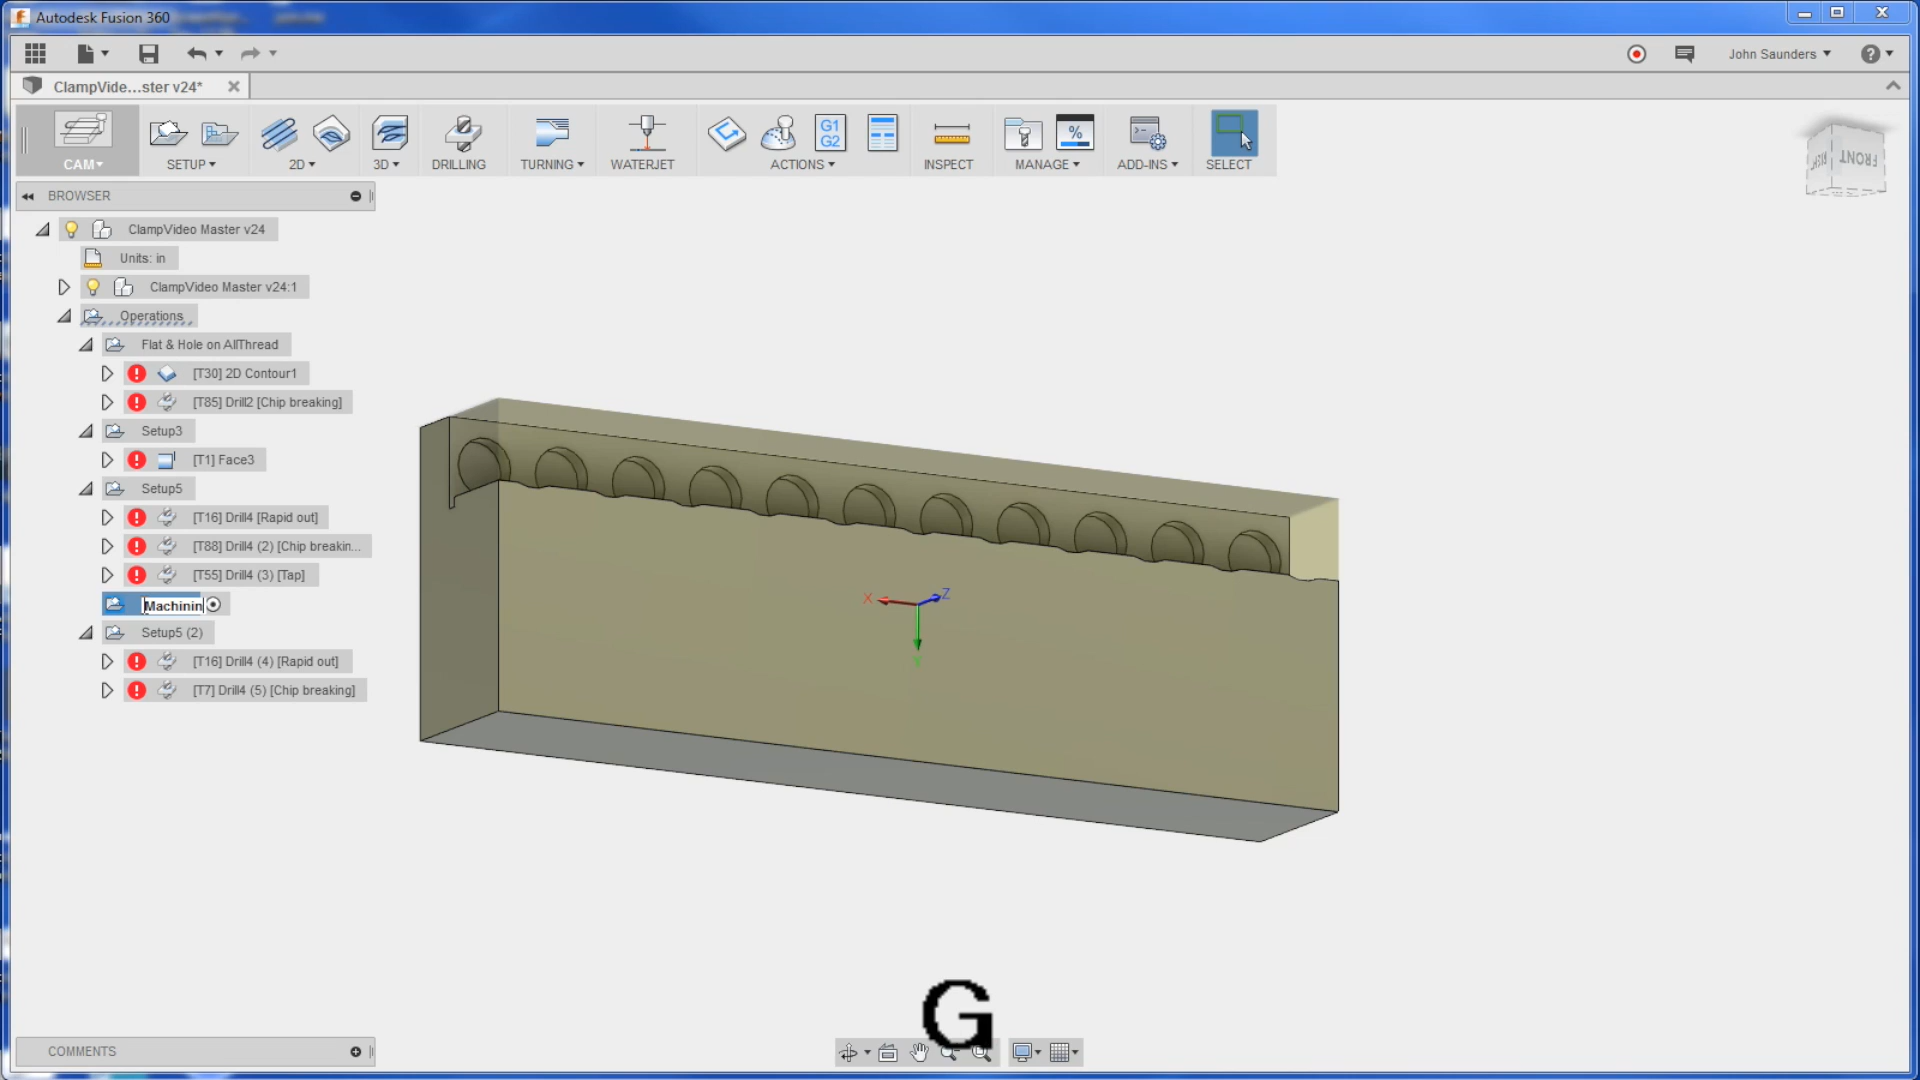 Autodesk Fusion 360
John Saunders
ClampVide...ster v24*
G1
G2
%
CAM
SETUP
2D
3D
DRILLING
TURNING
WATERJET
ACTIONS
INSPECT
MANAGE
ADD-INS
SELECT
FRONT
BROWSER
ClampVideo Master v24
Units: in
ClampVideo Master v24:1
Operations
Flat & Hole on AllThread
[T30] 2D Contour1
[T85] Drill2 [Chip breaking]
Setup3
[T1] Face3
Setup5
[T16] Drill4 [Rapid out]
[T88] Drill4 (2) [Chip breakin...
[T55] Drill4 (3) [Tap]
Machinin
Setup5 (2)
[T16] Drill4 (4) [Rapid out]
[T7] Drill4 (5) [Chip breaking]
X
Z
Y
G
COMMENTS